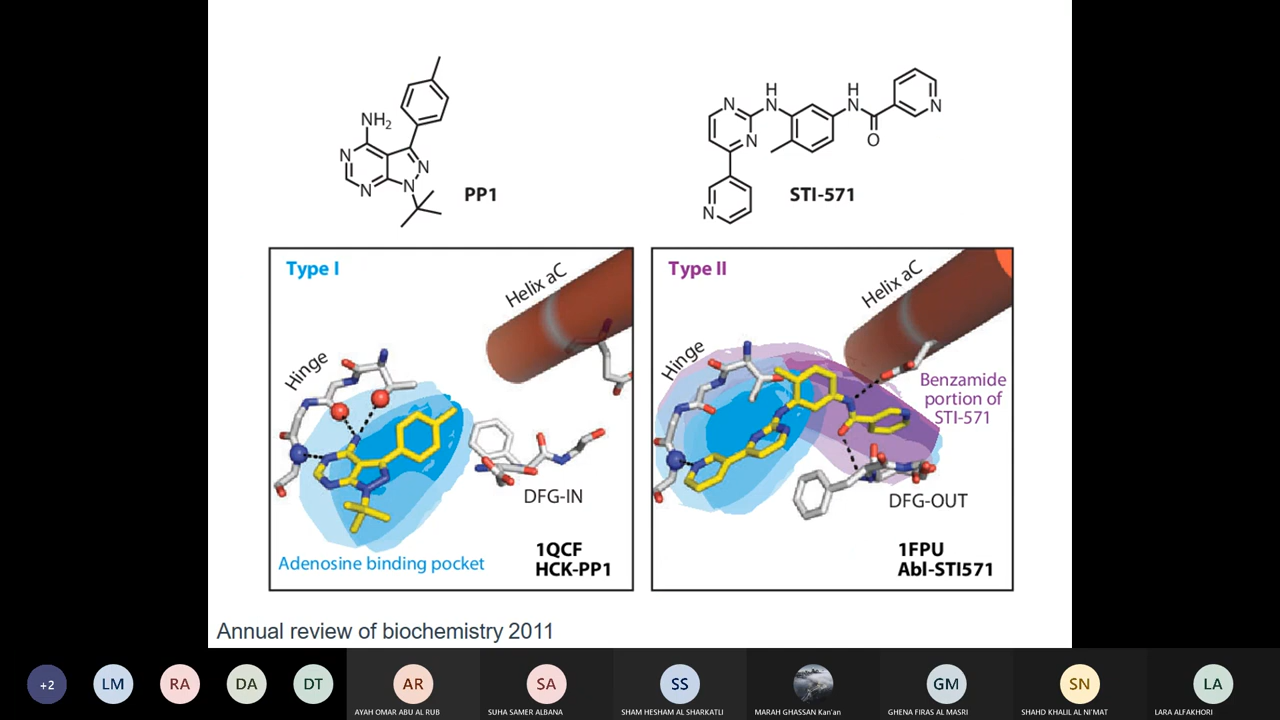 NH2
N
N
N
N
PP1
N
H
N
N
H
N
O
N
N
STI-571
Type I
Helix aC
Hinge
DFG-IN
1QCF
HCK-PP1
Adenosine binding pocket
Type II
Helix aC
Hinge
Benzamide
portion of
STI-571
DFG-OUT
1FPU
Abl-STI571
Annual review of biochemistry 2011
+2
LM
RA
DA
DT
AR
SA
SS
GM
SN
LA
AYAH OMAR ABU AL RUB
SUHA SAMER ALBANA
SHAM HESHAM AL SHARKATLI
MARAH GHASSAN Kan'an
GHENA FIRAS AL MASRI
SHAHD KHALIL AL NI'MAT
LARA ALFAKHORI